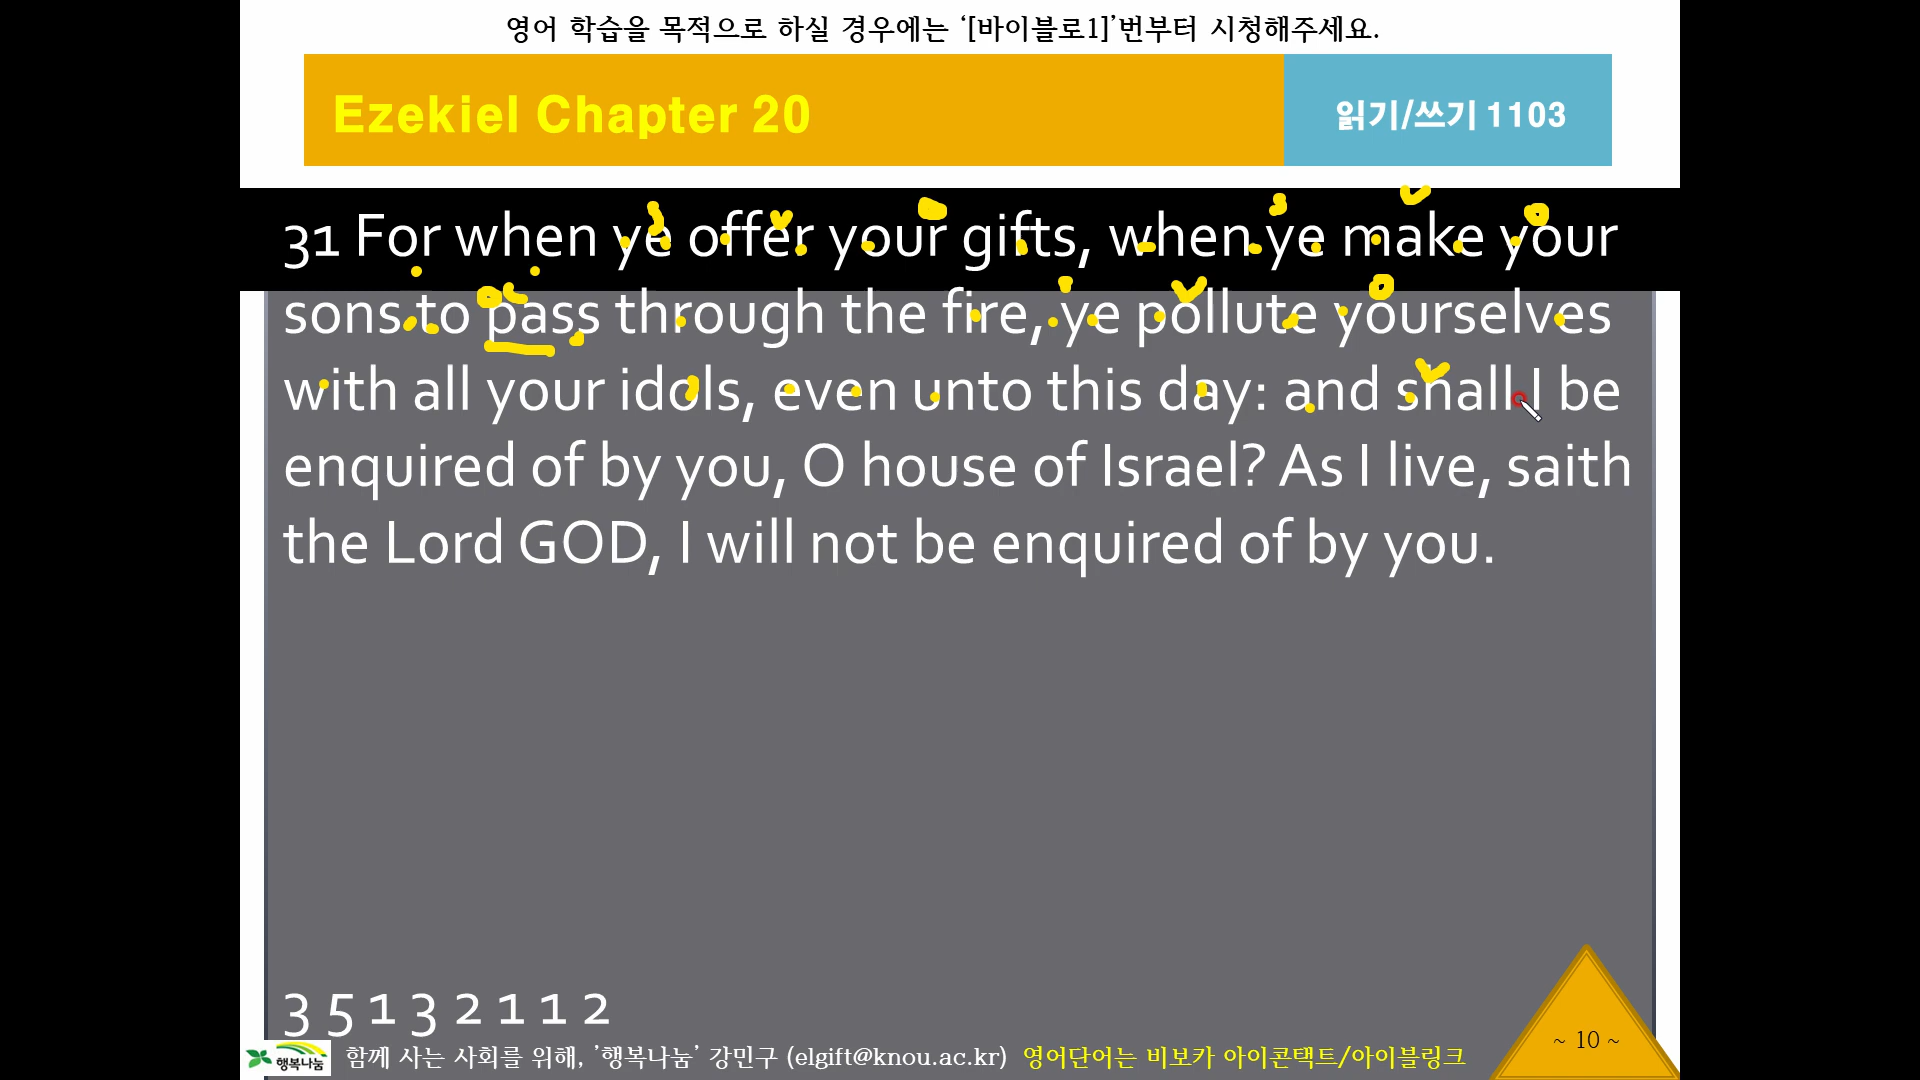 영어 학습을 목적으로 하실 경우에는 ‘[바이블로1]’번부터 시청해주세요.
Ezekiel Chapter 20
읽기/쓰기 1103
31 For when ye offer your gifts, when ye make your
sons to pass through the fire, ye pollute yourselves
with all your idols, even unto this day: and shall I be
enquired of by you, O house of Israel? As I live, saith
the Lord GOD, I will not be enquired of by you.
3 5 1 3 2 1 1 2
행복나눔 함께 사는 사회를 위해, ’행복나눔’ 강민구 (elgift@knou.ac.kr) 영어단어는 비보카 아이콘택트/아이블링크
~ 10 ~